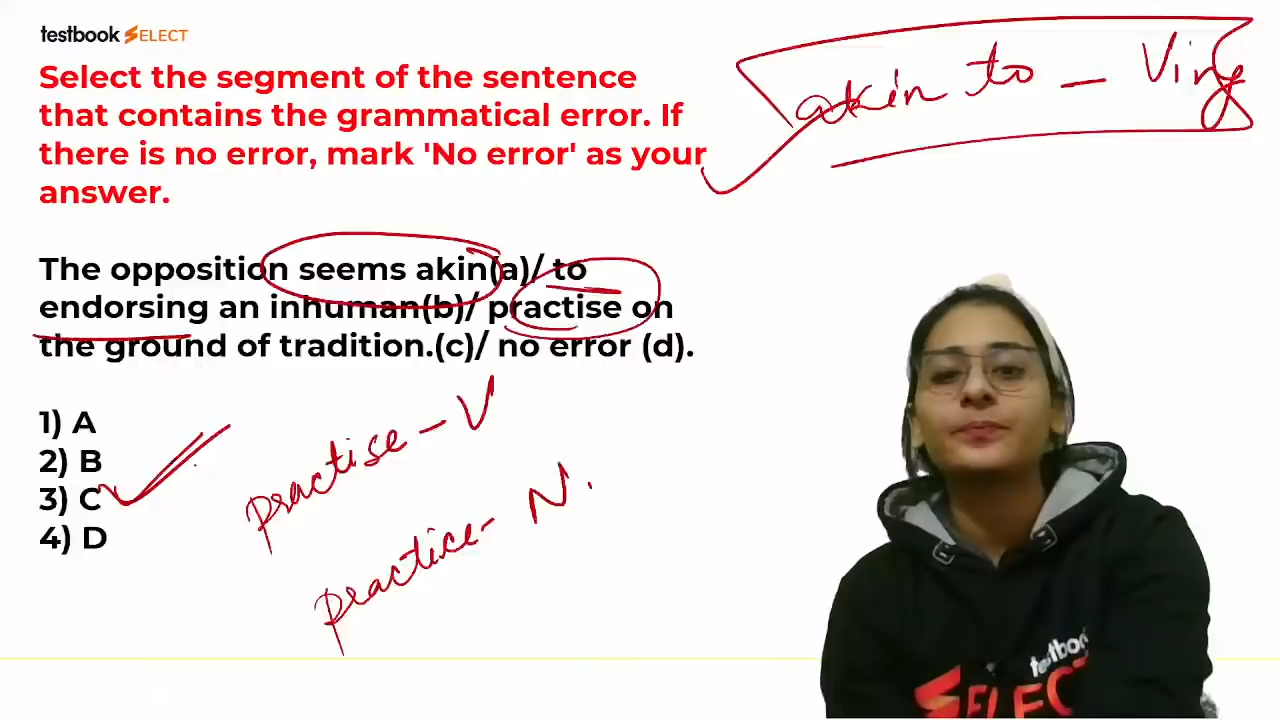 testbook SELECT
Select the segment of the sentence
that contains the grammatical error. If
there is no error, mark 'No error' as your
answer.
akin to _ Ving
The opposition seems akin(a)/ to
endorsing an inhuman(b)/ practise on
the ground of tradition.(c)/ no error (d).
1) A
2) B
3) C
4) D
practise - V
practice - N.
testbook
SELECT